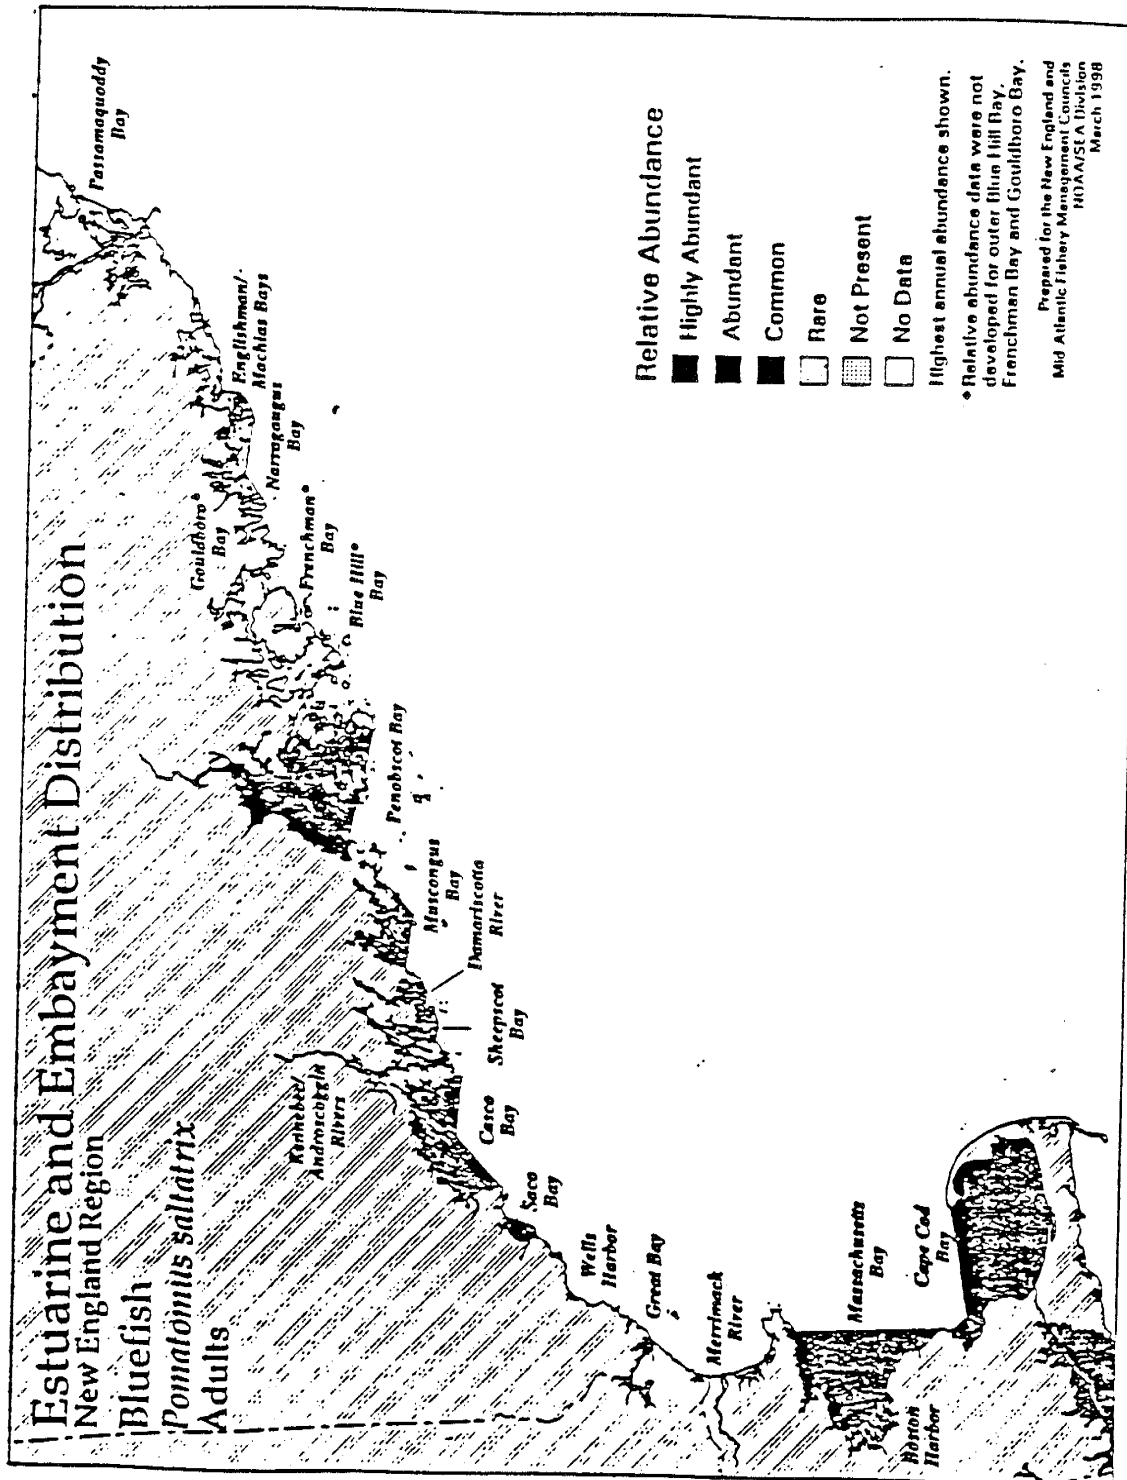 Estuarine and Embayment Distribution
New England Region
Bluefish
Pomatomus saltatrix
Adults
Passamaquoddy
Bay
Englishman/
Machias Bays
Narraguagus
Bay
Gouldboro*
Bay
Frenchman*
Bay
Blue Hill*
Bay
Penobscot Bay
Muscongus
Bay
Damariscotta
River
Sheepscot
Bay
Kennebec/
Androscoggin
Rivers
Casco
Bay
Saco
Bay
Wells
Harbor
Great Bay
Merrimack
River
Massachusetts
Bay
Cape Cod
Bay
Boston
Harbor
Relative Abundance
Highly Abundant
Abundant
Common
Rare
Not Present
No Data
Highest annual abundance shown.
* Relative abundance data were not
developed for outer Blue Hill Bay,
Frenchman Bay and Gouldboro Bay.
Prepared for the New England and
Mid Atlantic Fishery Management Councils
NOAA/SEA Division
March 1998